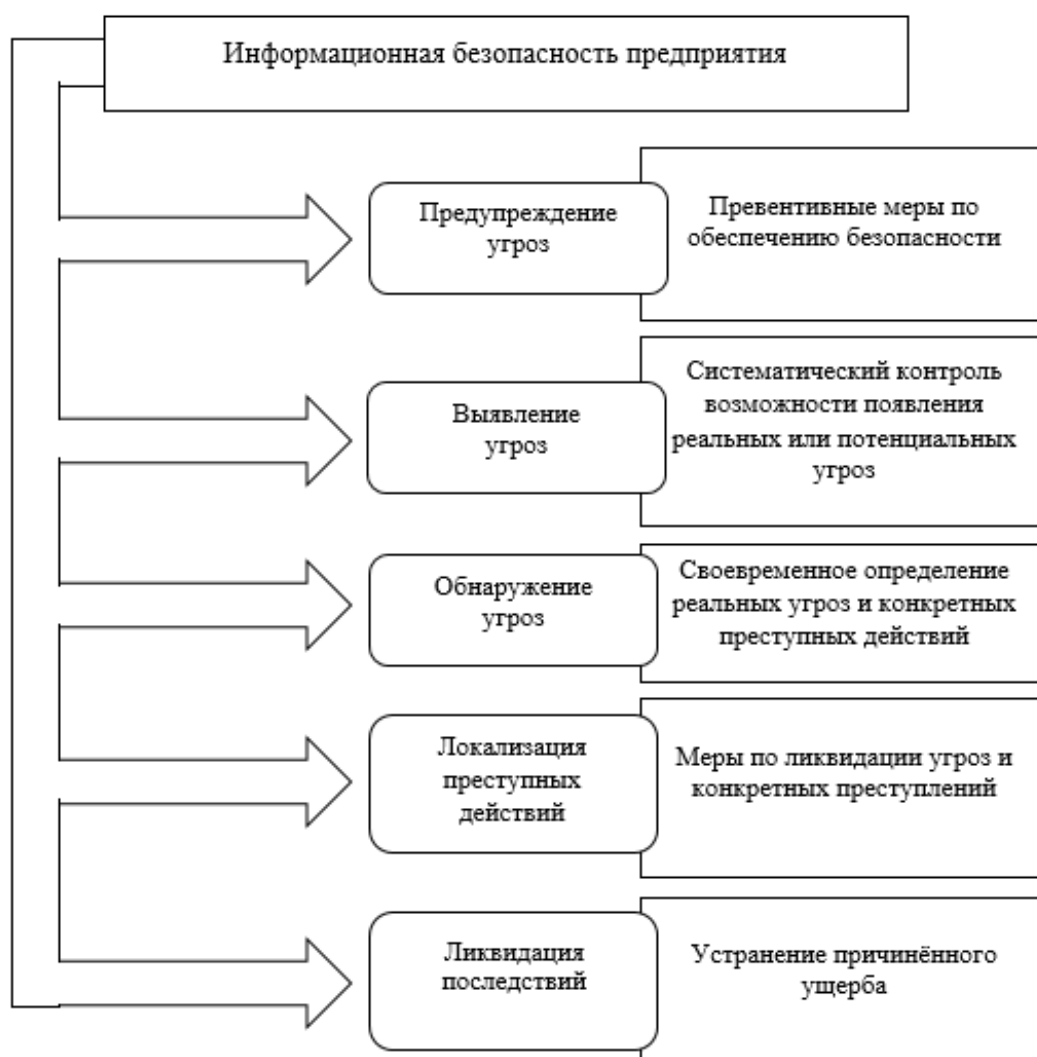 Информационная безопасность предприятия
Предупреждение
угроз
Превентивные меры по
обеспечению безопасности
Выявление
угроз
Систематический контроль
возможности появления
реальных или потенциальных
угроз
Обнаружение
угроз
Своевременное определение
реальных угроз и конкретных
преступных действий
Локализация
преступных
действий
Меры по ликвидации угроз и
конкретных преступлений
Ликвидация
последствий
Устранение причинённого
ущерба